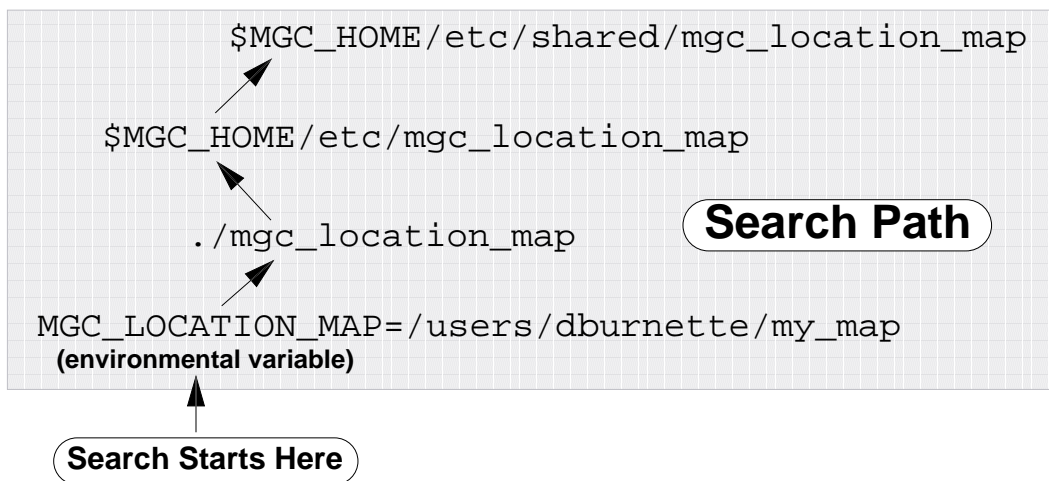 $MGC_HOME/etc/shared/mgc_location_map
$MGC_HOME/etc/mgc_location_map
./mgc_location_map
Search Path
MGC_LOCATION_MAP=/users/dburnette/my_map
(environmental variable)
Search Starts Here